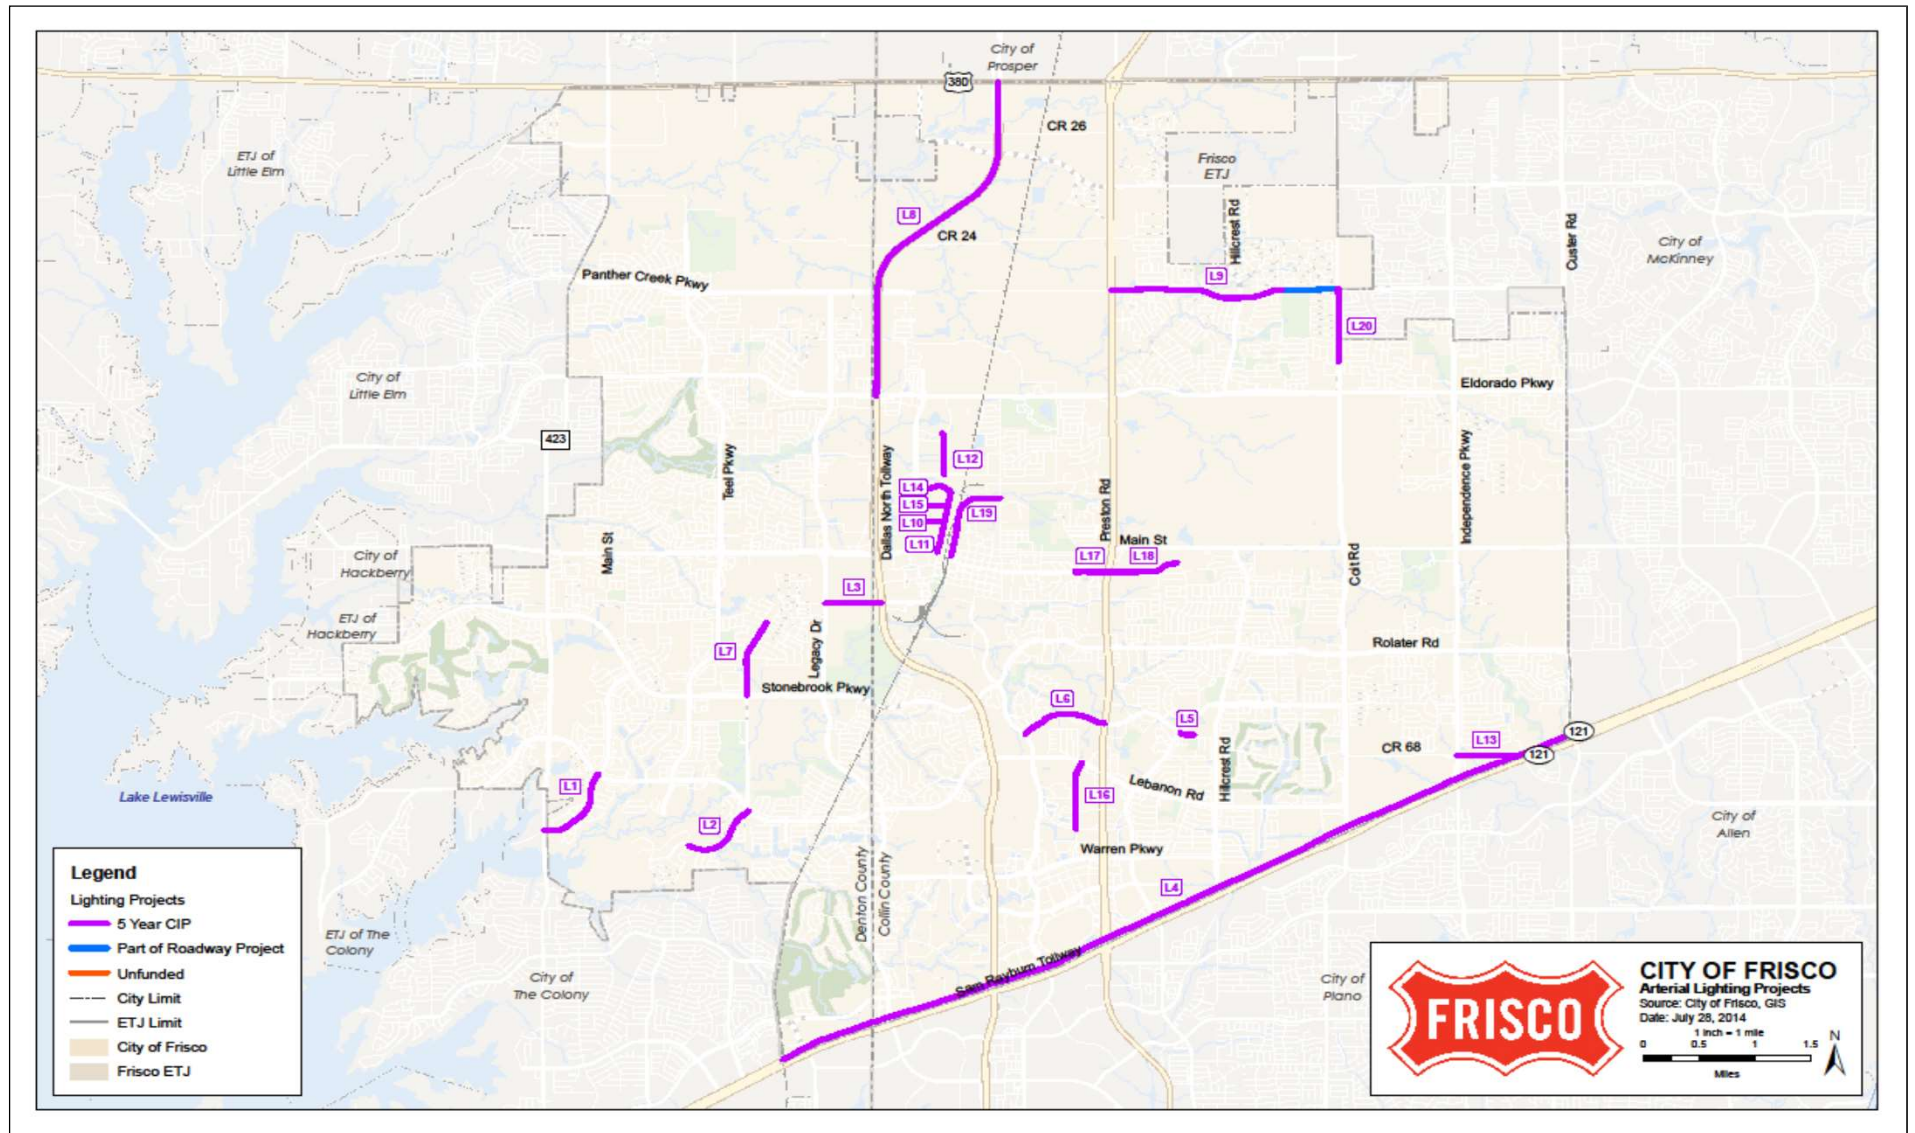 City of
Prosper
380
CR 26
ETJ of
Little Elm
Frisco
ETJ
L8
CR 24
Hillcrest Rd
Custer Rd
City of
McKinney
Panther Creek Pkwy
L9
L20
City of
Little Elm
Eldorado Pkwy
423
Teel Pkwy
Dallas North Tollway
L12
L14
L15
L10
L11
L19
Preston Rd
Independence Pkwy
Main St
City of
Hackberry
Main St
L17
L18
Coit Rd
L3
ETJ of
Hackberry
L7
Legacy Dr
Rolater Rd
Stonebrook Pkwy
L6
L5
121
L13
121
CR 68
Hillcrest Rd
Lake Lewisville
L1
L16
Lebanon Rd
L2
City of
Allen
Warren Pkwy
Denton County
Collin County
L4
ETJ of The
Colony
City of
The Colony
Sam Rayburn Tollway
City of
Plano
Legend
Lighting Projects
5 Year CIP
Part of Roadway Project
Unfunded
City Limit
ETJ Limit
City of Frisco
Frisco ETJ
FRISCO
CITY OF FRISCO
Arterial Lighting Projects
Source: City of Frisco, GIS
Date: July 28, 2014
1 inch = 1 mile
0 0.5 1 1.5
Miles
N